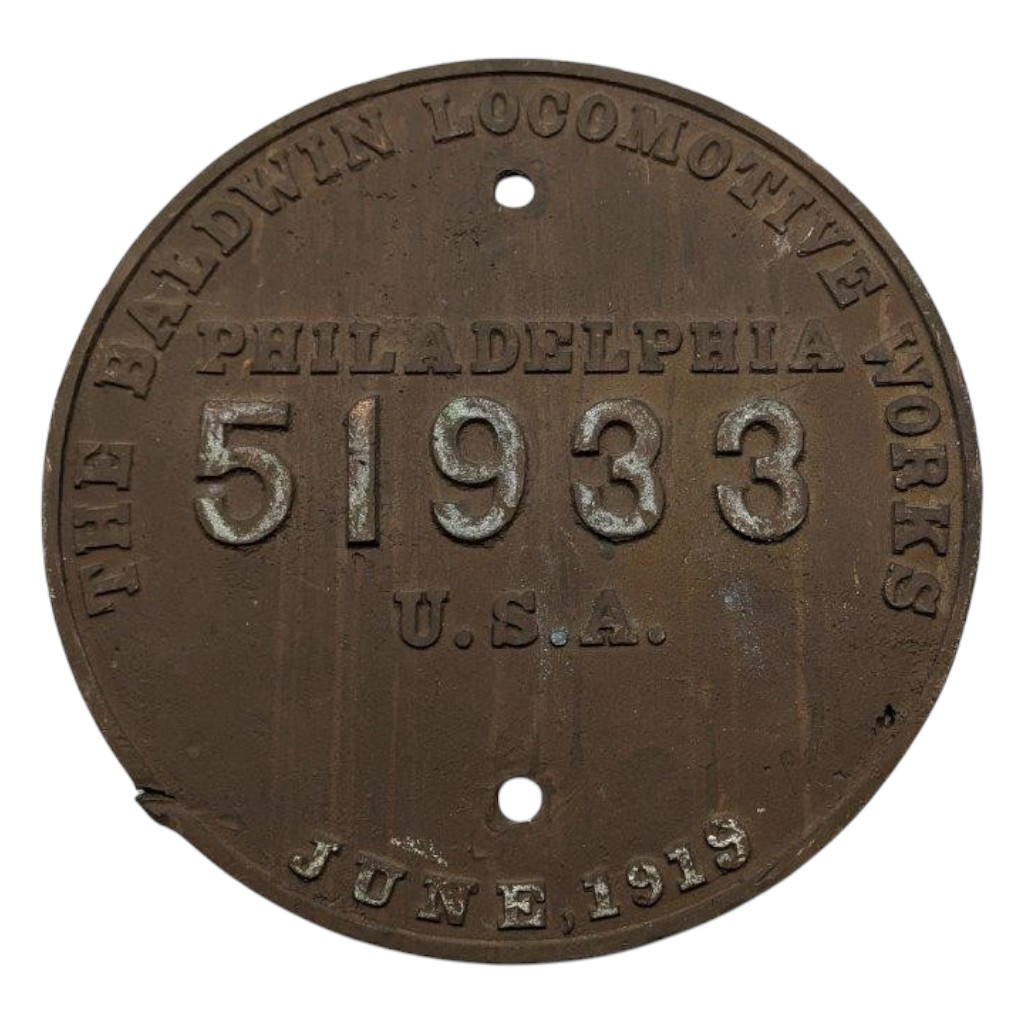 THE BALDWIN LOCOMOTIVE WORKS
PHILADELPHIA
51933
U.S.A.
JUNE, 1919